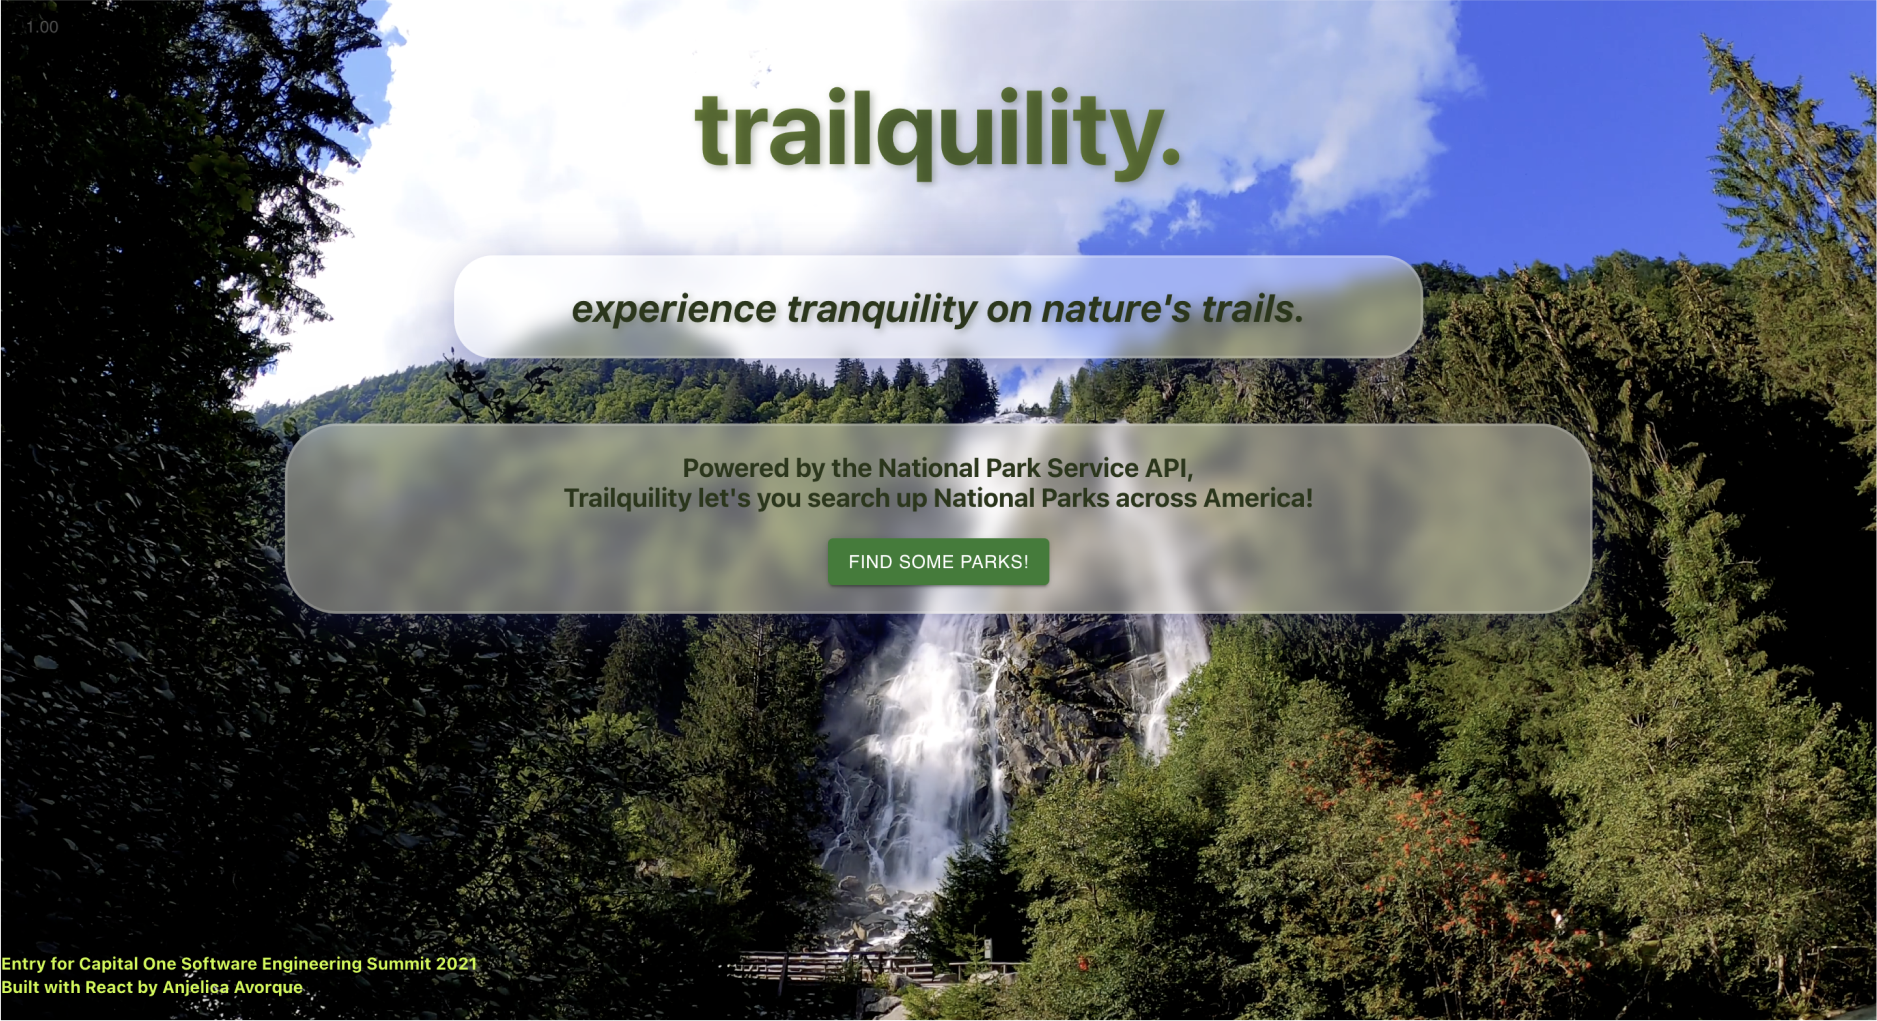 1.00
trailquility.
experience tranquility on nature's trails.
Powered by the National Park Service API,
Trailquility let's you search up National Parks across America!
FIND SOME PARKS!
Entry for Capital One Software Engineering Summit 2021
Built with React by Anjelica Avorque